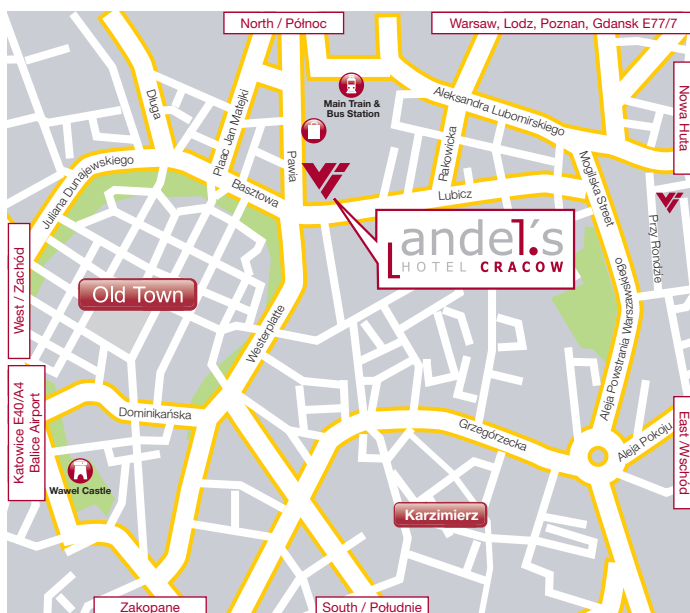 North / Północ
Warsaw, Lodz, Poznan, Gdansk E77/7
Nowa Huta
Main Train &
Bus Station
Aleksandra Lubomirskiego
Długa
Plaac Jan Matejki
Pawia
Rakowicka
Mogilska Street
Juliana Dunajewskiego
Basztowa
Lubicz
Przy Rondzie
andel's
HOTEL CRACOW
West / Zachód
Old Town
Westerplatte
Aleja Powstrania Warszawskiego
Katowice E40/A4
Balice Airport
Dominikańska
Grzegórzecka
Aleja Pokoju
East /Wschód
Wawel Castle
Karzimierz
Zakopane
South / Południe